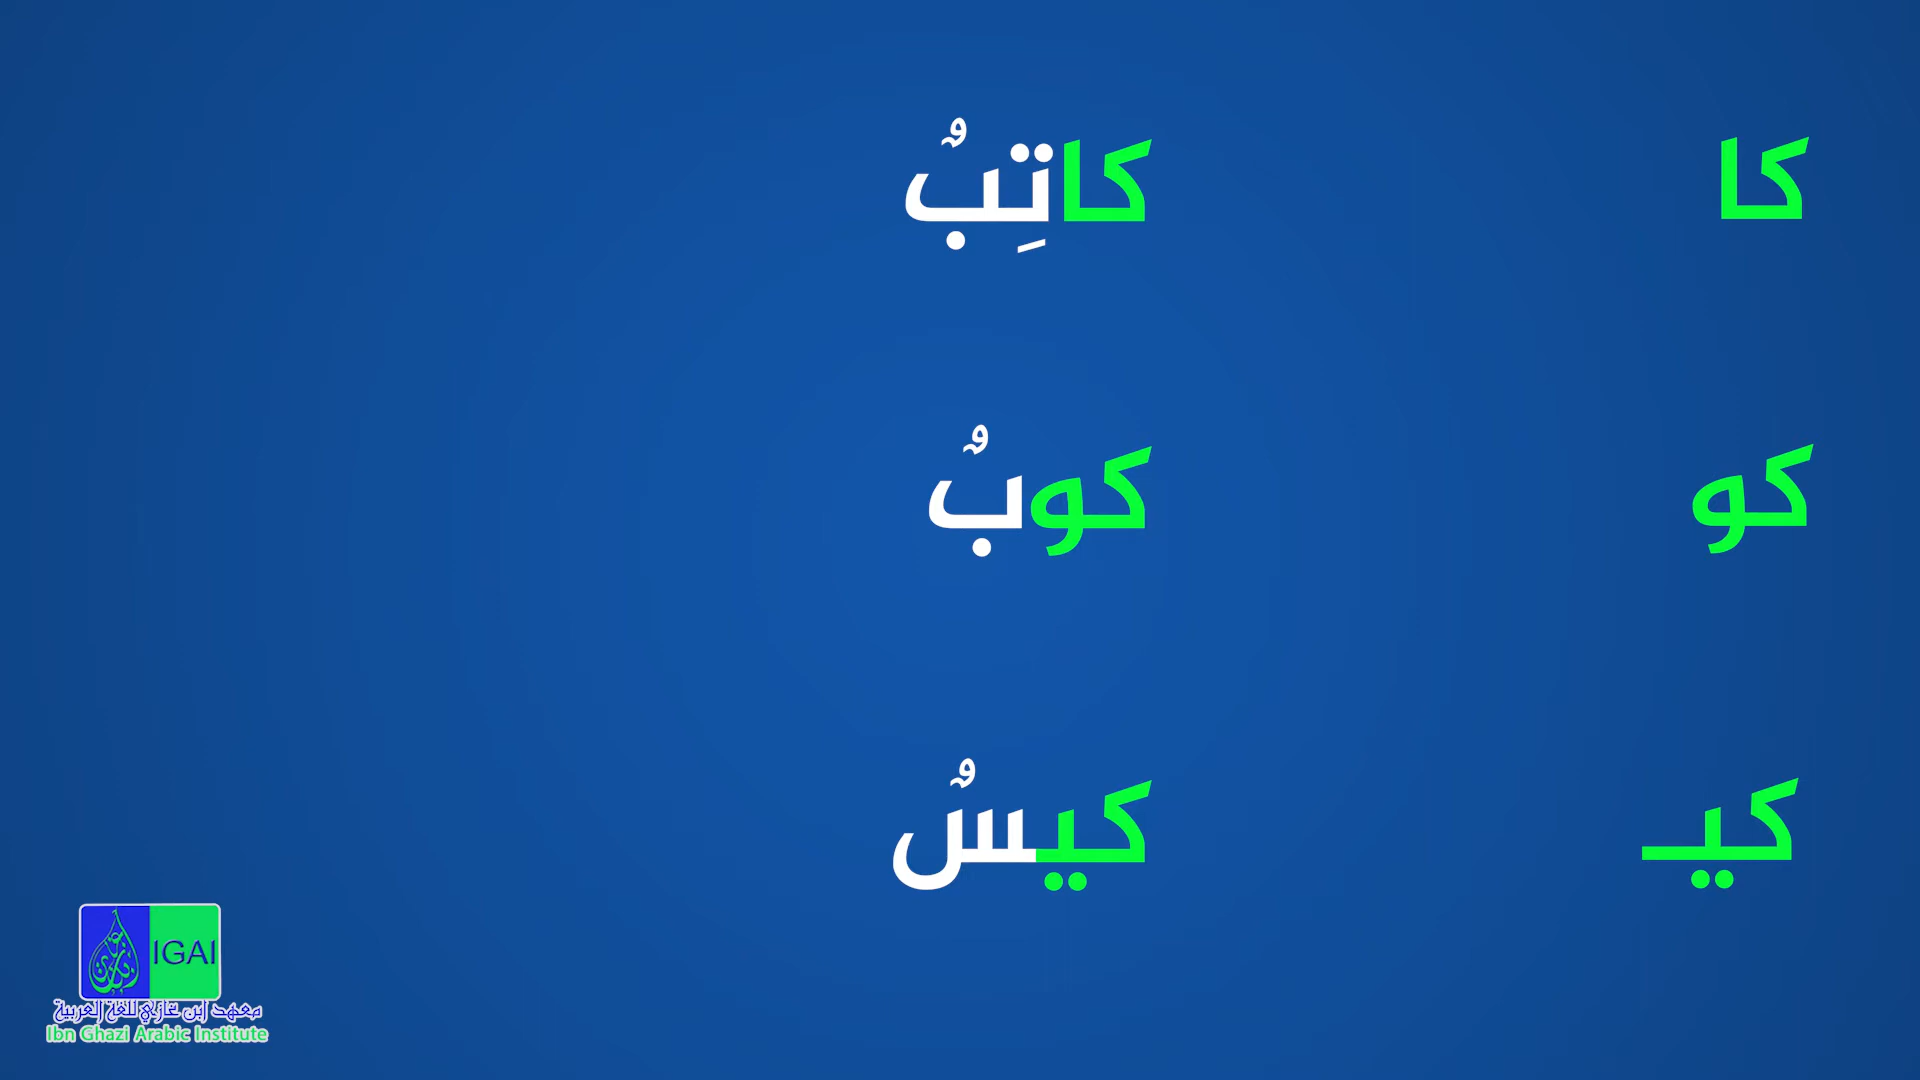 كا كاتِبٌ
كو كوبٌ
كيـ كيسٌ
IGAI
معهد ابن غازي للغة العربية
Ibn Ghazi Arabic Institute